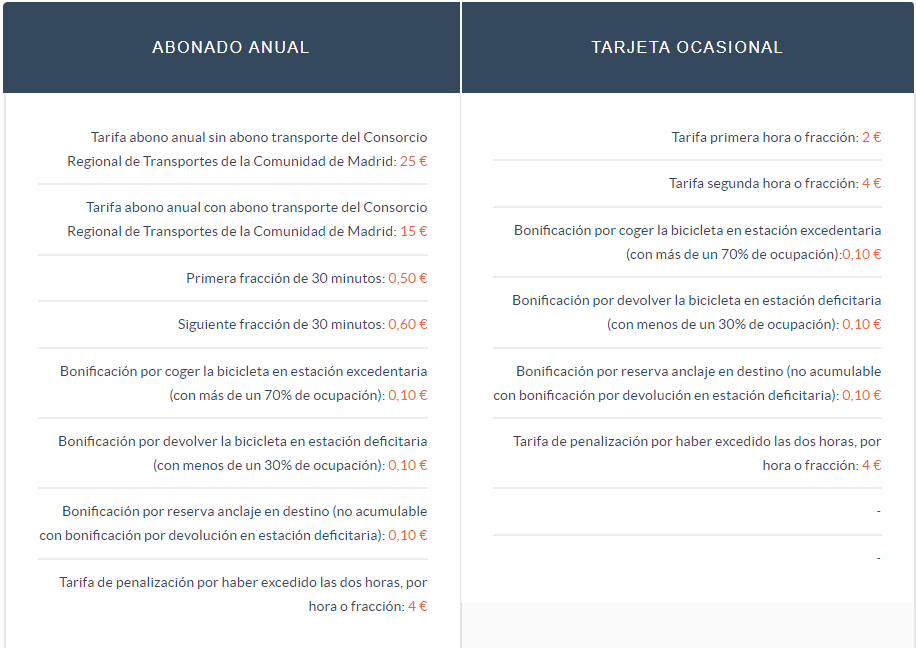 ABONADO ANUAL
Tarifa abono anual sin abono transporte del Consorcio
Regional de Transportes de la Comunidad de Madrid: 25 €
Tarifa abono anual con abono transporte del Consorcio
Regional de Transportes de la Comunidad de Madrid: 15 €
Primera fracción de 30 minutos: 0,50 €
Siguiente fracción de 30 minutos: 0,60 €
Bonificación por coger la bicicleta en estación excedentaria
(con más de un 70% de ocupación): 0,10 €
Bonificación por devolver la bicicleta en estación deficitaria
(con menos de un 30% de ocupación): 0,10 €
Bonificación por reserva anclaje en destino (no acumulable
con bonificación por devolución en estación deficitaria): 0,10 €
Tarifa de penalización por haber excedido las dos horas, por
hora o fracción: 4 €
TARJETA OCASIONAL
Tarifa primera hora o fracción: 2 €
Tarifa segunda hora o fracción: 4 €
Bonificación por coger la bicicleta en estación excedentaria
(con más de un 70% de ocupación):0,10 €
Bonificación por devolver la bicicleta en estación deficitaria
(con menos de un 30% de ocupación): 0,10 €
Bonificación por reserva anclaje en destino (no acumulable
con bonificación por devolución en estación deficitaria): 0,10 €
Tarifa de penalización por haber excedido las dos horas, por
hora o fracción: 4 €
-
-